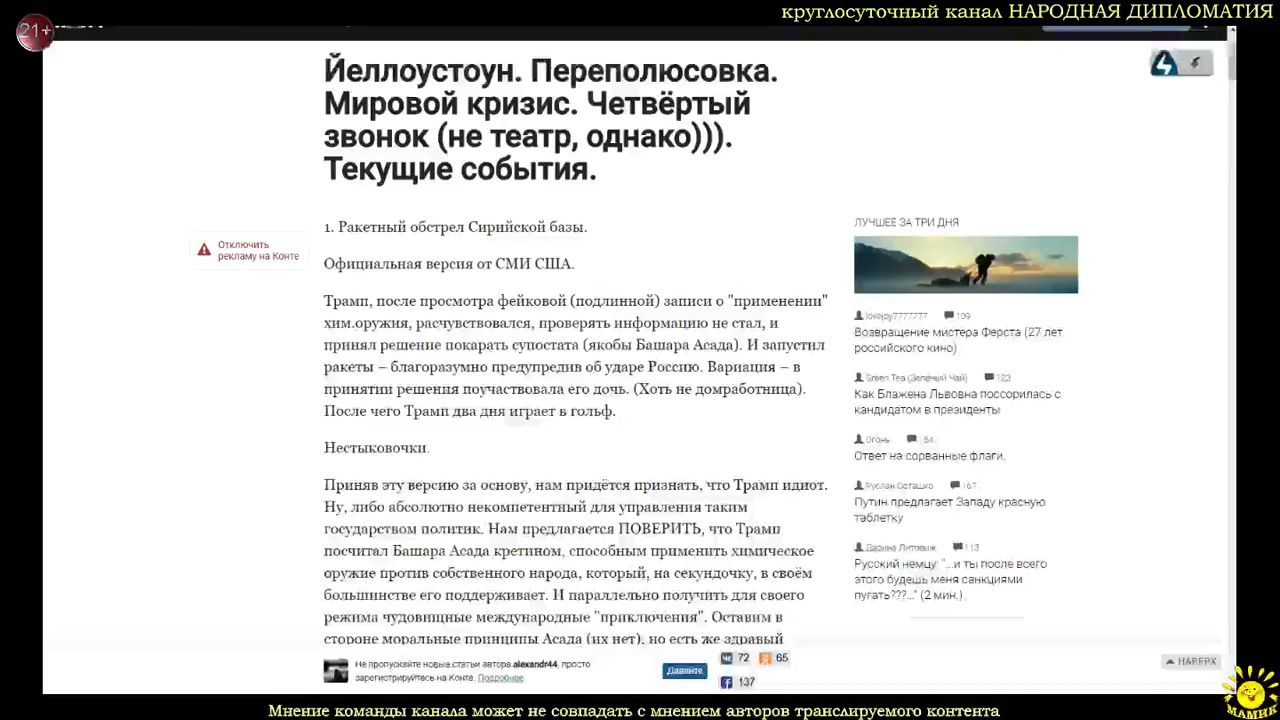 круглосуточный канал НАРОДНАЯ ДИПЛОМАТИЯ
21+
Йеллоустоун. Переполюсовка.
Мировой кризис. Четвёртый
звонок (не театр, однако))).
Текущие события.
Отключить
рекламу на Конте
1. Ракетный обстрел Сирийской базы.
Официальная версия от СМИ США.
Трамп, после просмотра фейковой (подлинной) записи о "применении"
хим.оружия, расчувствовался, проверять информацию не стал, и
принял решение покарать супостата (якобы Башара Асада). И запустил
ракеты – благоразумно предупредив об ударе Россию. Вариация – в
принятии решения поучаствовала его дочь. (Хоть не домработница).
После чего Трамп два дня играет в гольф.
Нестыковочки.
Приняв эту версию за основу, нам придётся признать, что Трамп идиот.
Ну, либо абсолютно некомпетентный для управления таким
государством политик. Нам предлагается ПОВЕРИТЬ, что Трамп
посчитал Башара Асада кретином, способным применить химическое
оружие против собственного народа, который, на секундочку, в своём
большинстве его поддерживает. И параллельно получить для своего
режима чудовищные международные "приключения". Оставим в
стороне моральные принципы Асада (их нет), но есть же здравый
ЛУЧШЕЕ ЗА ТРИ ДНЯ
lovejoy7777777 109
Возвращение мистера Ферста (27 лет
российского кино)
Green Tea (Зелёный Чай) 123
Как Блажена Львовна поссорилась с
кандидатом в президенты
Огонь 154
Ответ на сорванные флаги.
Руслан Осташко 167
Путин предлагает Западу красную
таблетку
Дарина Литовыж 113
Русский немцу: "...и ты после всего
этого будешь меня санкциями
пугать???..." (2 мин.)
Не пропускайте новые статьи автора alexandr44, просто
зарегистрируйтесь на Конте. Подробнее
Давайте
72 65
137
НАВЕРХ
МАМИК
Мнение команды канала может не совпадать с мнением авторов транслируемого контента